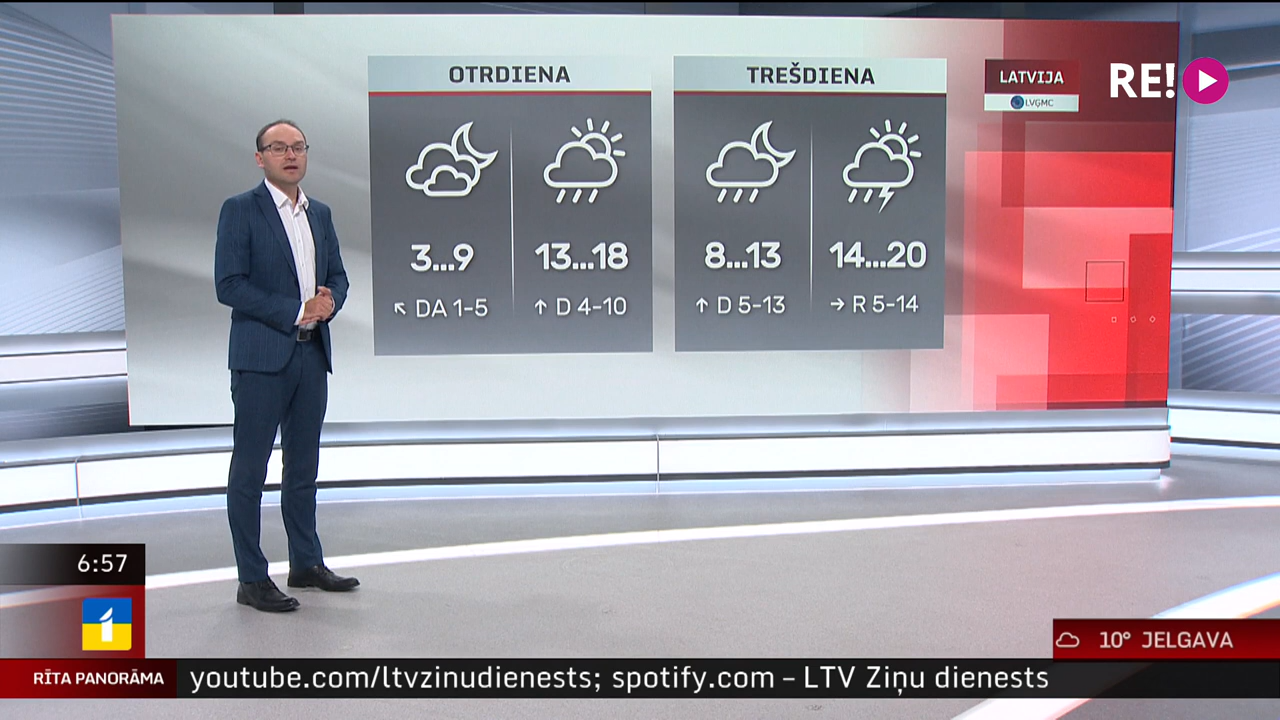 OTRDIENA
3...9
13...18
DA 1-5
D 4-10
TREŠDIENA
8...13
14...20
D 5-13
R 5-14
LATVIJA
LVĢMC
RE!
6:57
1
10° JELGAVA
RĪTA PANORĀMA
youtube.com/ltvzinudienests; spotify.com – LTV Ziņu dienests